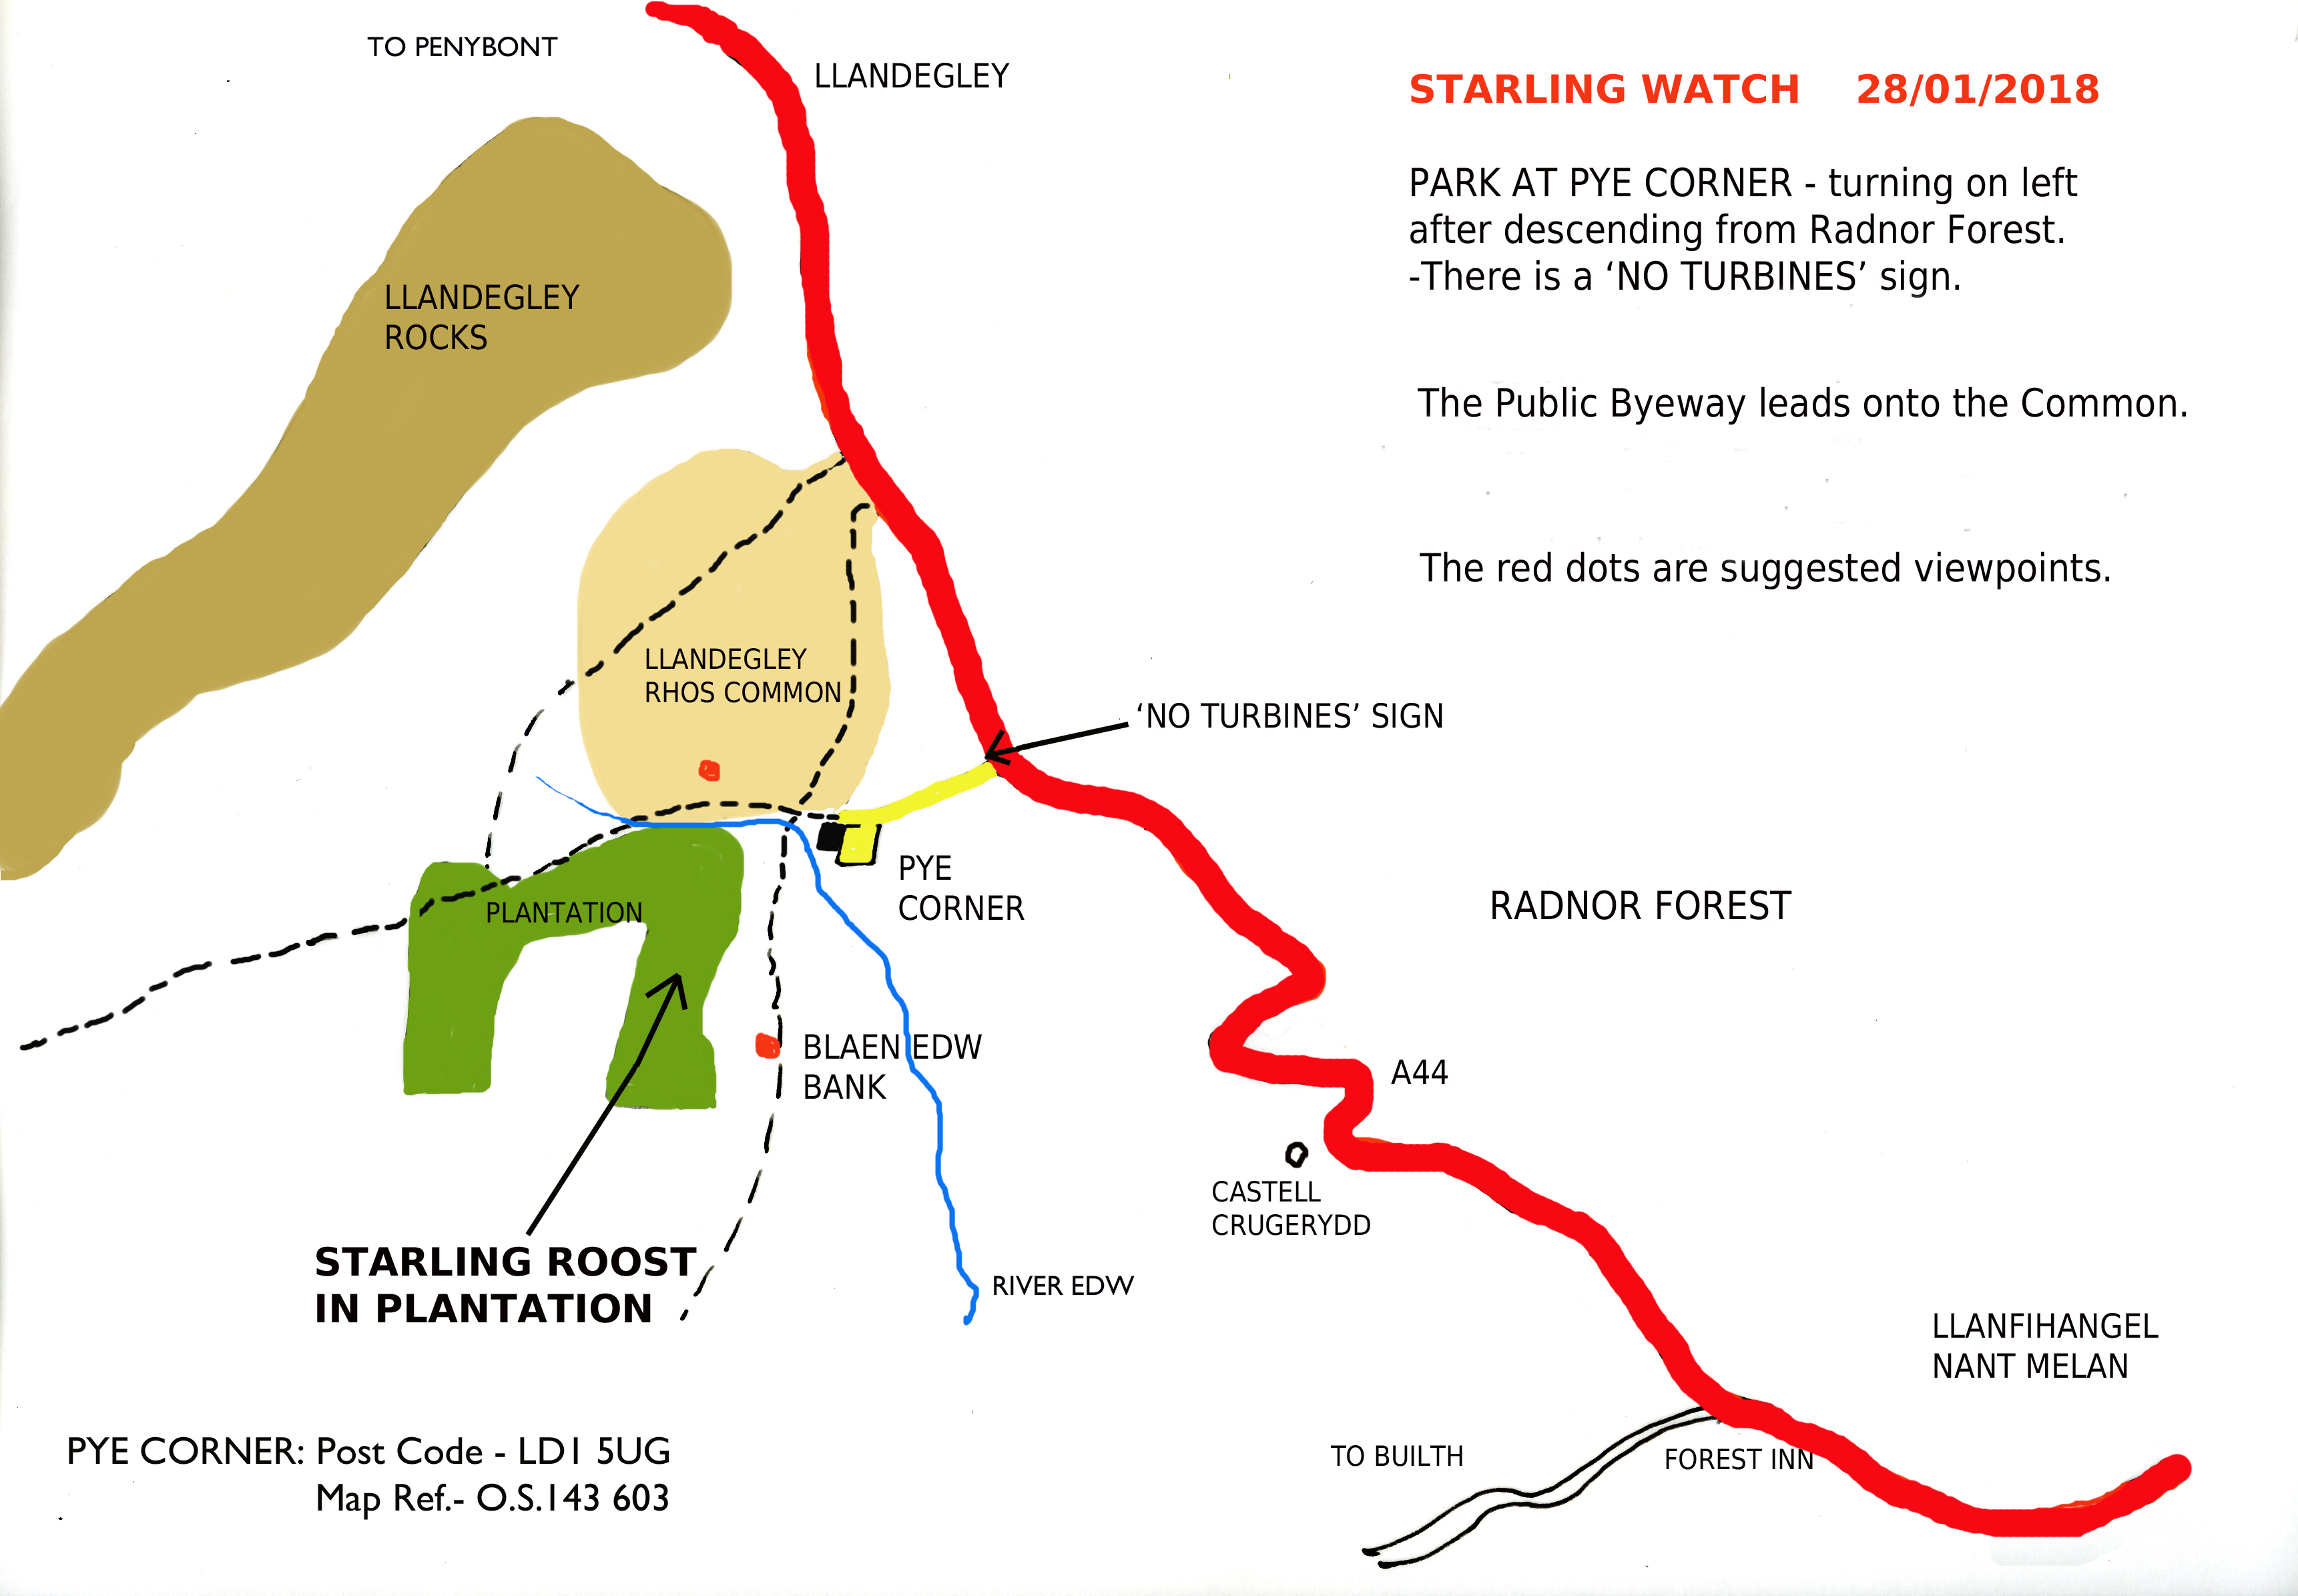 TO PENYBONT
LLANDEGLEY
STARLING WATCH 28/01/2018
PARK AT PYE CORNER - turning on left
after descending from Radnor Forest.
-There is a ‘NO TURBINES’ sign.
The Public Byeway leads onto the Common.
The red dots are suggested viewpoints.
LLANDEGLEY
ROCKS
LLANDEGLEY
RHOS COMMON
‘NO TURBINES’ SIGN
PYE
CORNER
PLANTATION
RADNOR FOREST
BLAEN EDW
BANK
A44
CASTELL
CRUGERYDD
STARLING ROOST
IN PLANTATION
RIVER EDW
LLANFIHANGEL
NANT MELAN
TO BUILTH
FOREST INN
PYE CORNER: Post Code - LD1 5UG
Map Ref.- O.S.143 603